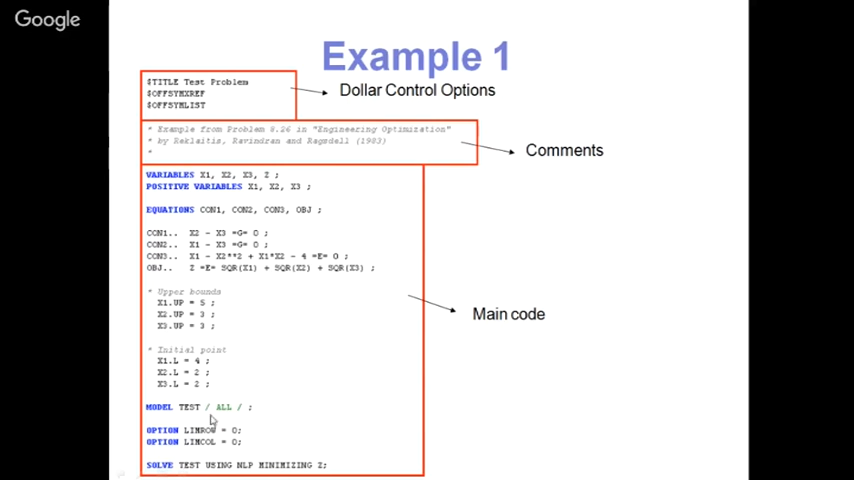 Google
Example 1
$TITLE Test Problem
$OFFSYMXREF
$OFFSYMLIST
Dollar Control Options
* Example from Problem 8.26 in "Engineering Optimization"
* by Reklaitis, Ravindran and Ragsdell (1983)
*
Comments
VARIABLES X1, X2, X3, Z ;
POSITIVE VARIABLES X1, X2, X3 ;
EQUATIONS CON1, CON2, CON3, OBJ ;
CON1.. X2 - X3 =G= 0 ;
CON2.. X1 - X3 =G= 0 ;
CON3.. X1 - X2**2 + X1*X2 - 4 =E= 0 ;
OBJ.. Z =E= SQR(X1) + SQR(X2) + SQR(X3) ;
* Upper bounds
X1.UP = 5 ;
X2.UP = 3 ;
X3.UP = 3 ;
Main code
* Initial point
X1.L = 4 ;
X2.L = 2 ;
X3.L = 2 ;
MODEL TEST / ALL / ;
OPTION LIMROW = 0;
OPTION LIMCOL = 0;
SOLVE TEST USING NLP MINIMIZING Z;